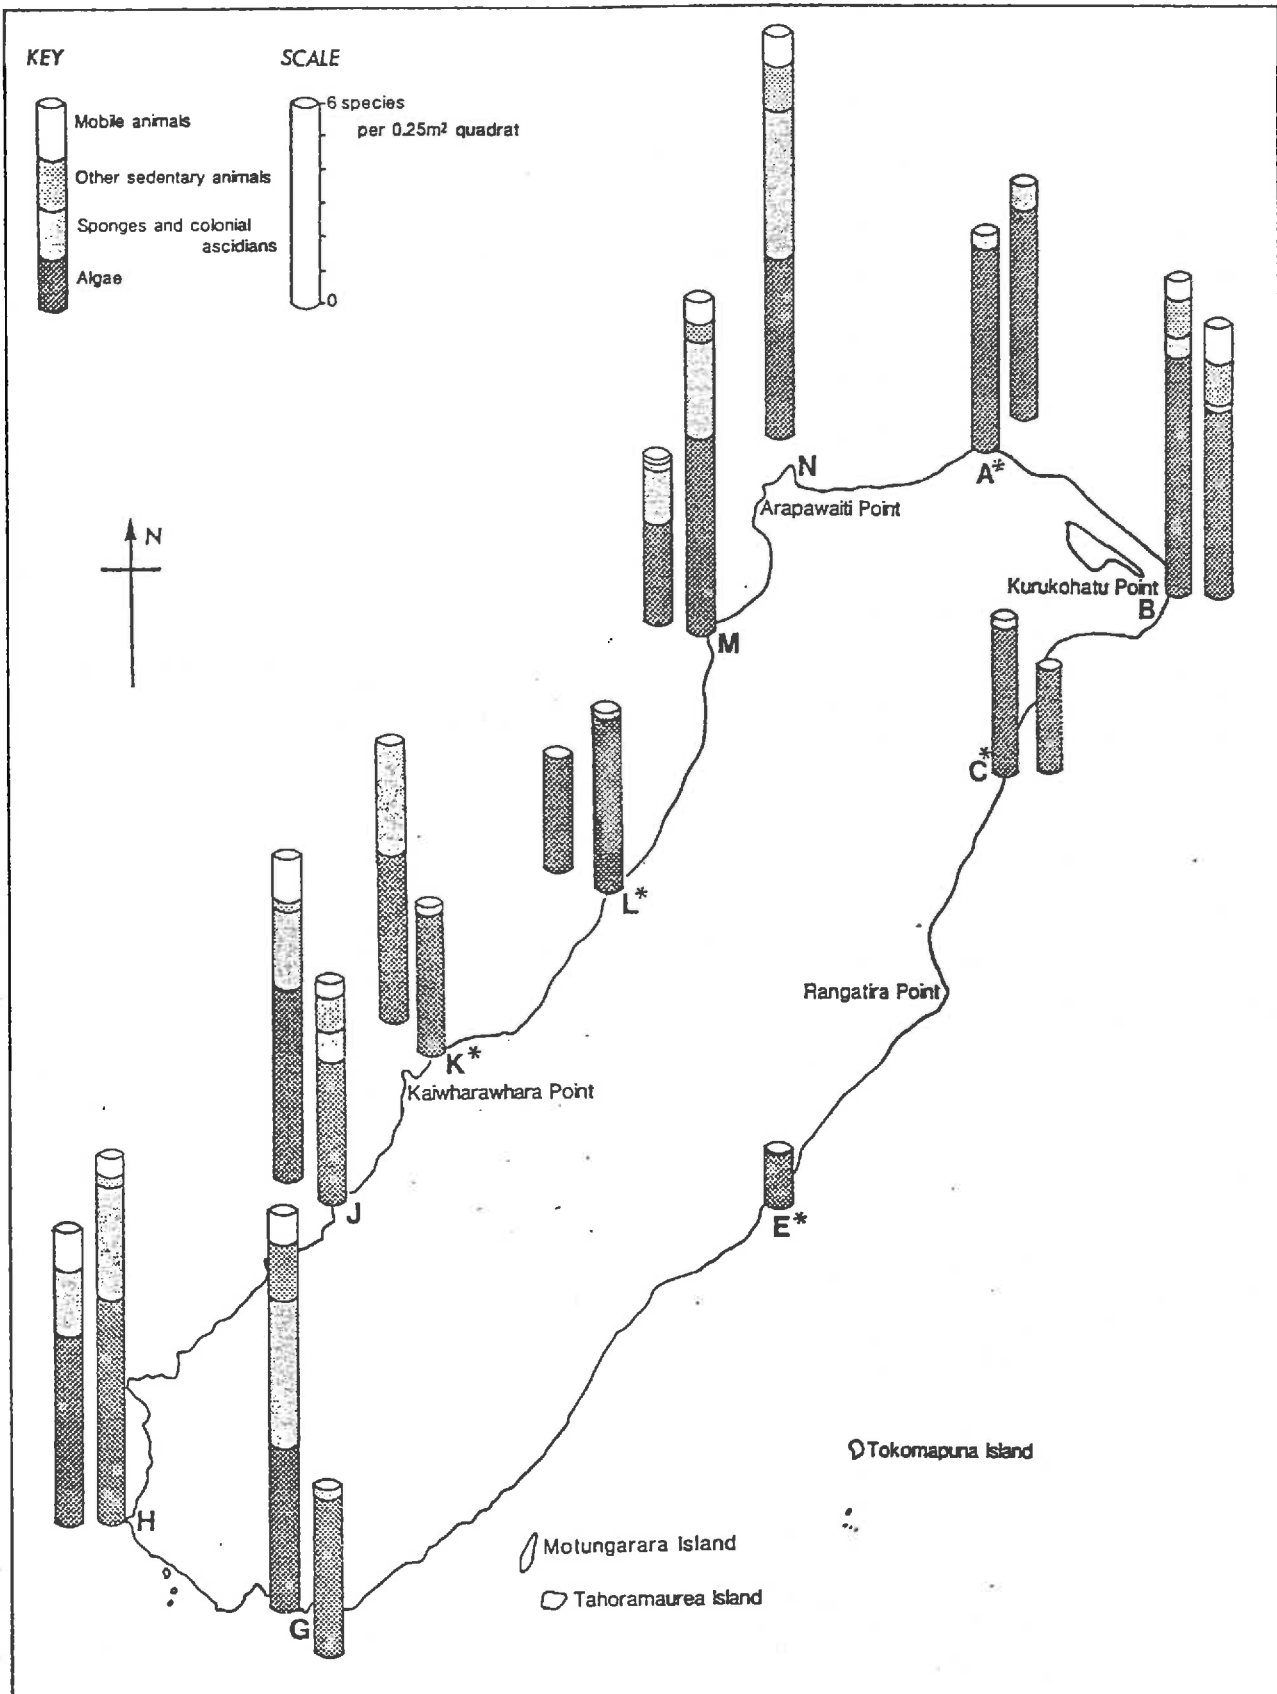 KEY
SCALE
6 species
per 0.25m² quadrat
0
Mobile animals
Other sedentary animals
Sponges and colonial
ascidians
Algae
N
N
A*
Arapawaiti Point
Kurukohatu Point
B
M
C*
L*
Rangatira Point
K*
Kaiwharawhara Point
J
E*
Tokomapuna Island
H
Motungarara Island
Tahoramaurea Island
G